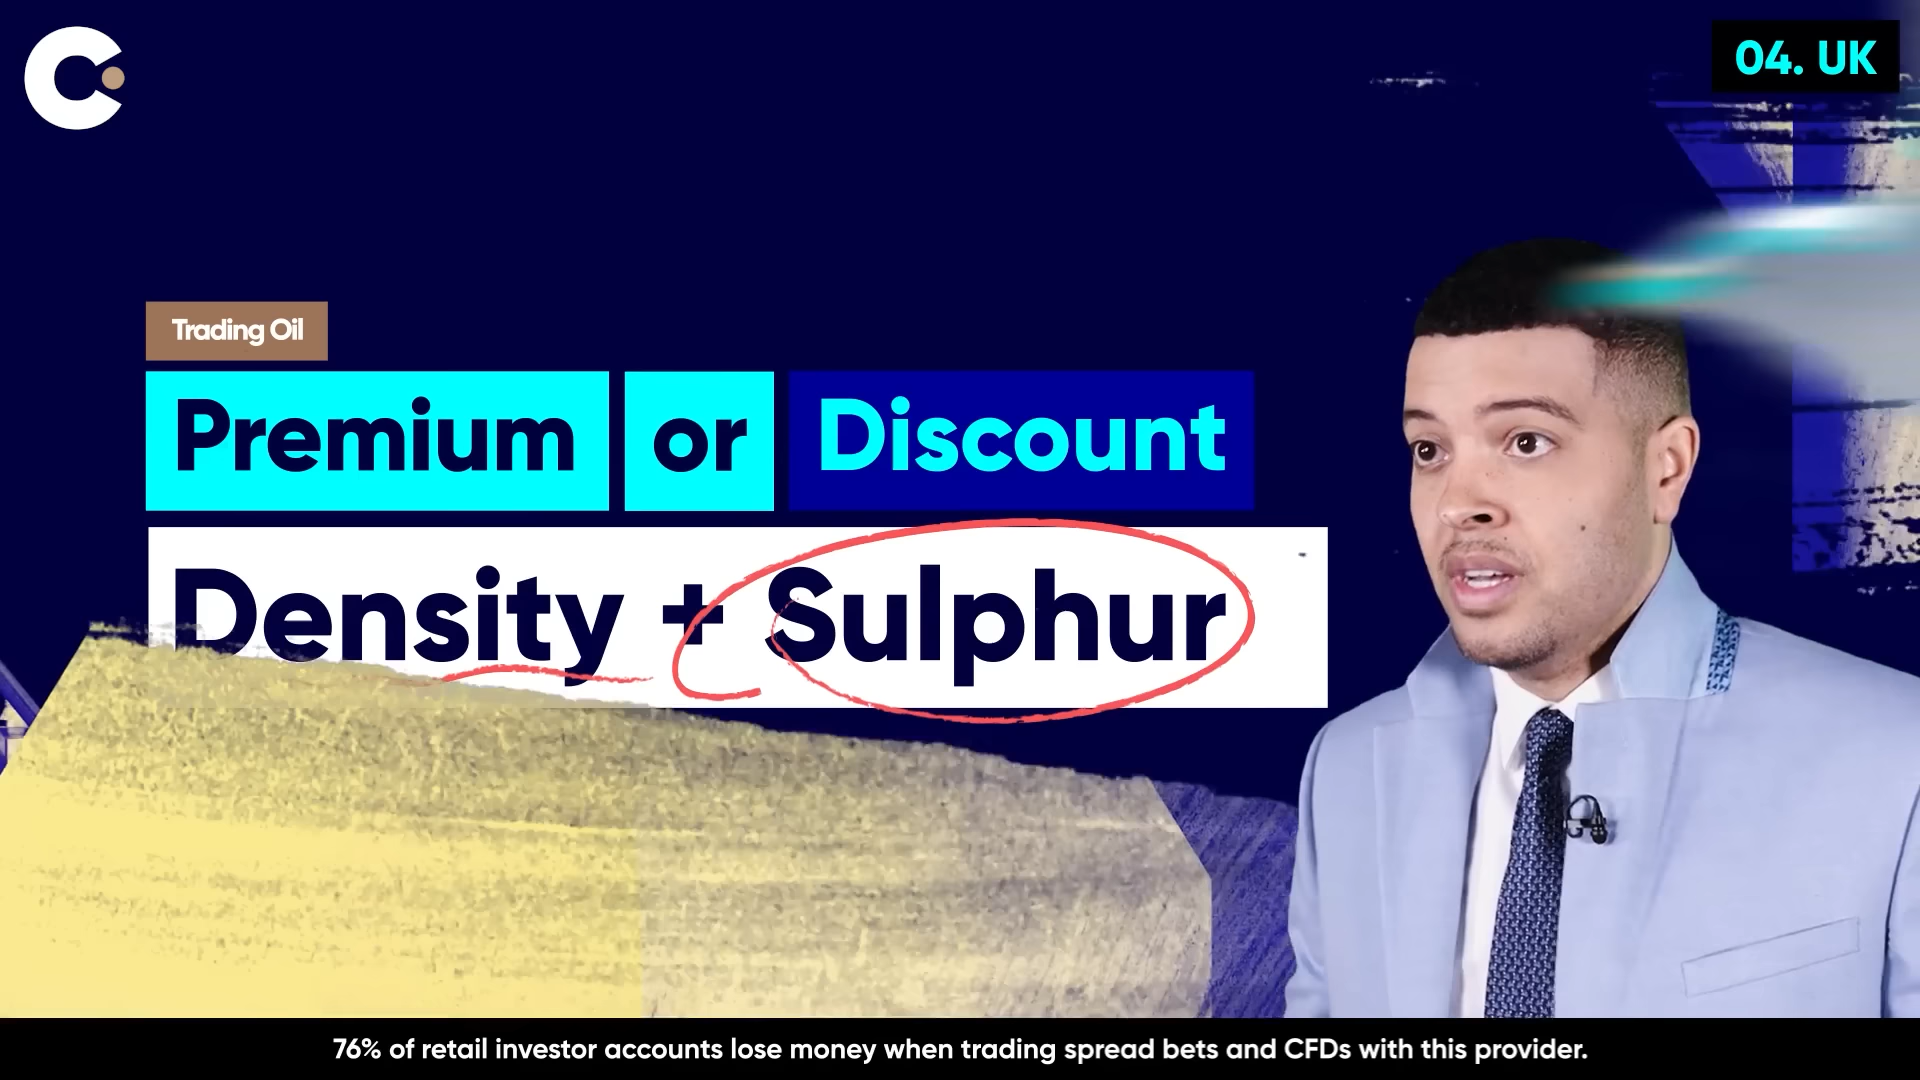 04. UK
Trading Oil
Premium or Discount
Density + Sulphur
76% of retail investor accounts lose money when trading spread bets and CFDs with this provider.